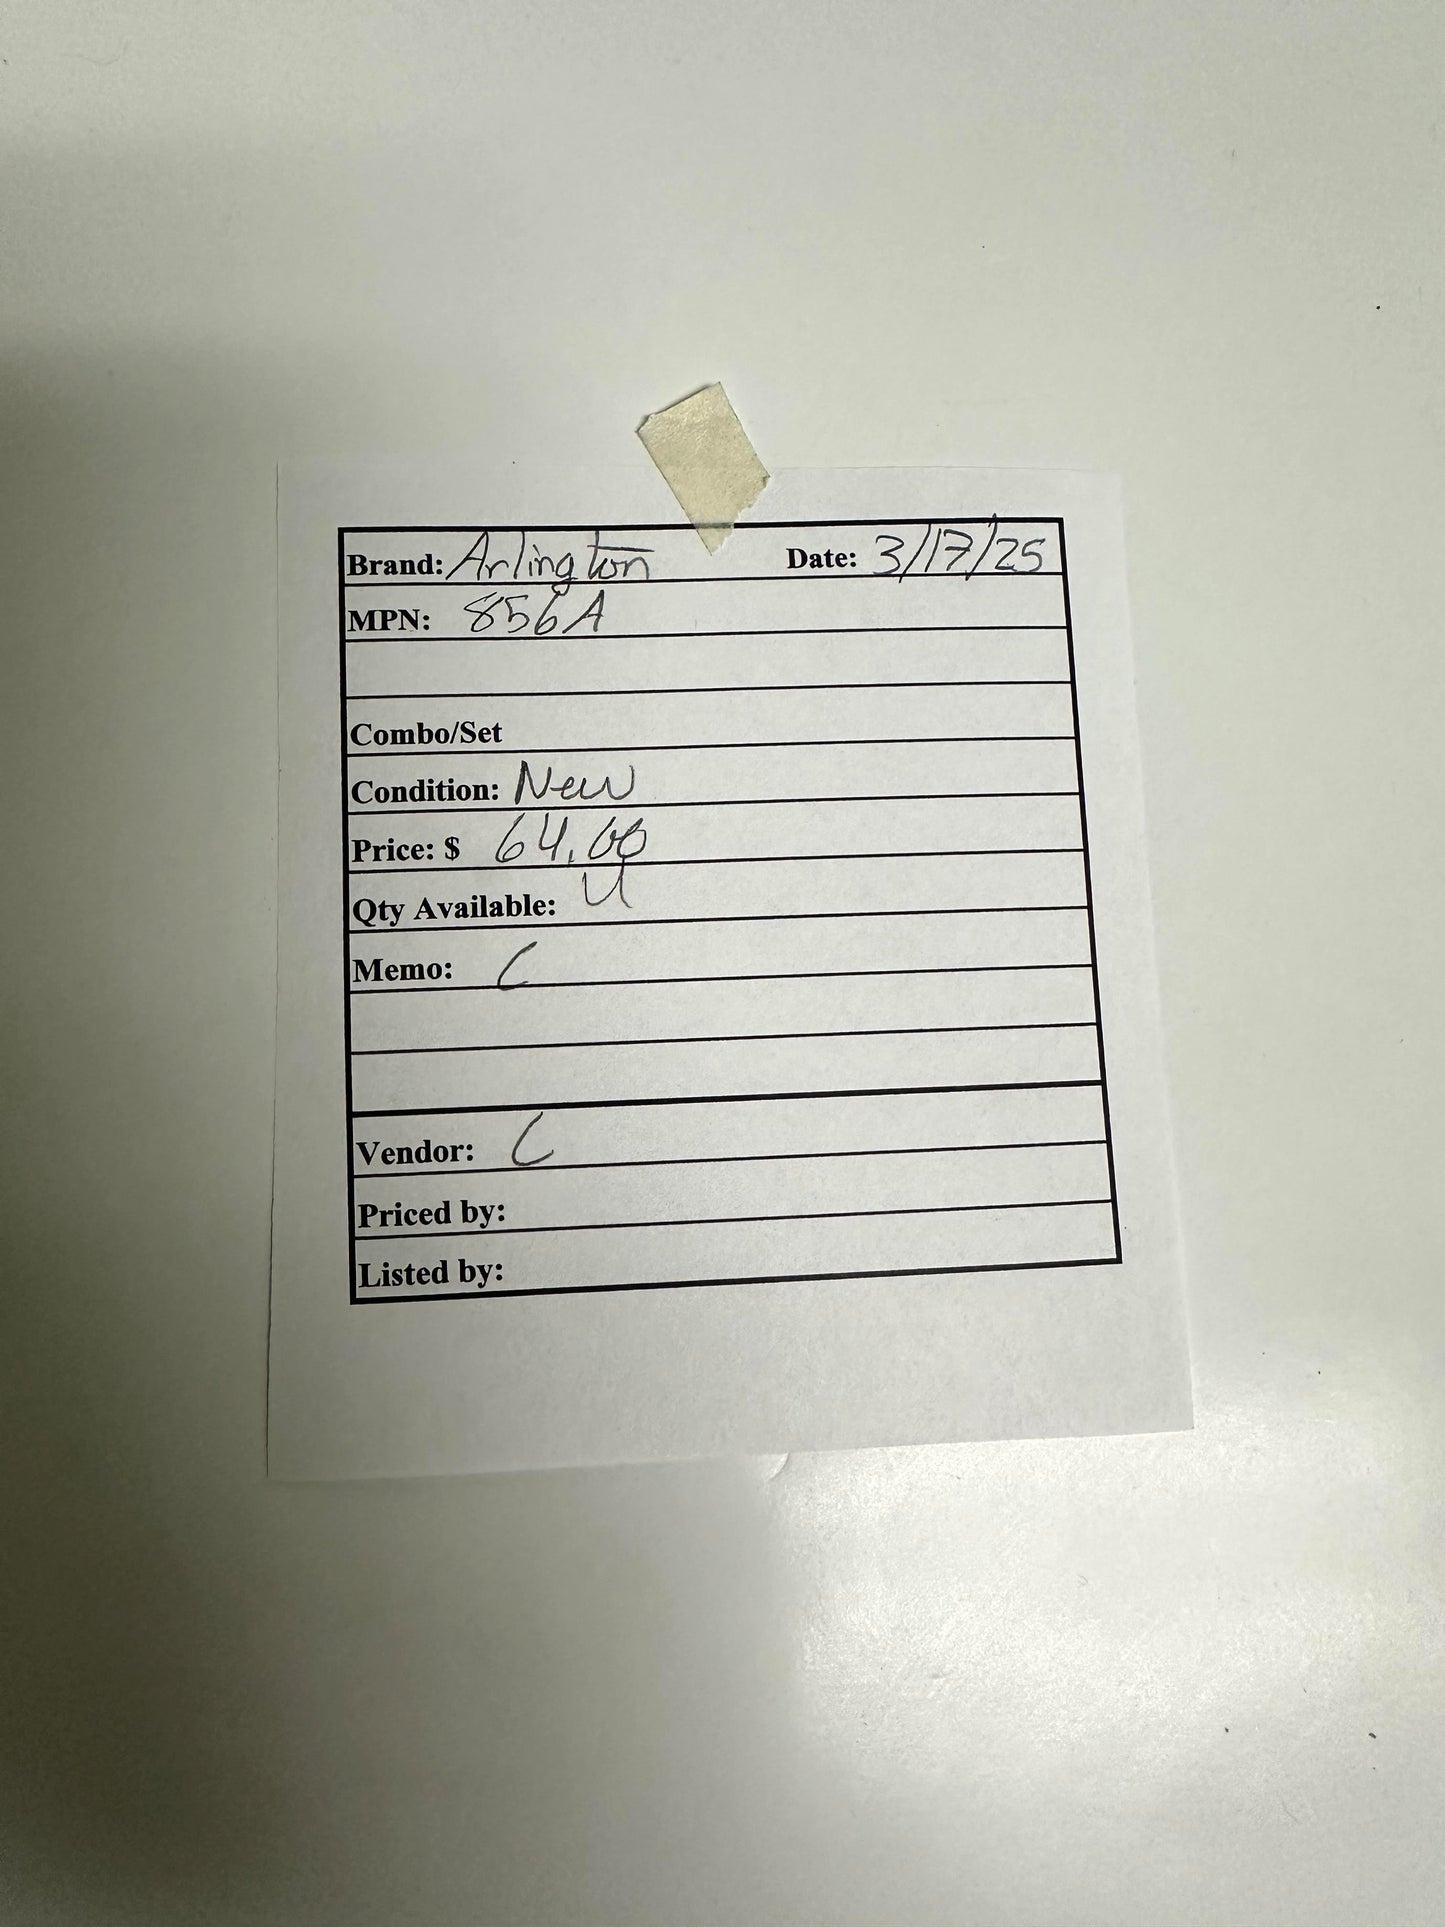 Brand: Arlington Date: 3/17/25
MPN: 856A
Combo/Set
Condition: New
Price: $ 64.00
Qty Available: 4
Memo: C
Vendor: C
Priced by:
Listed by: